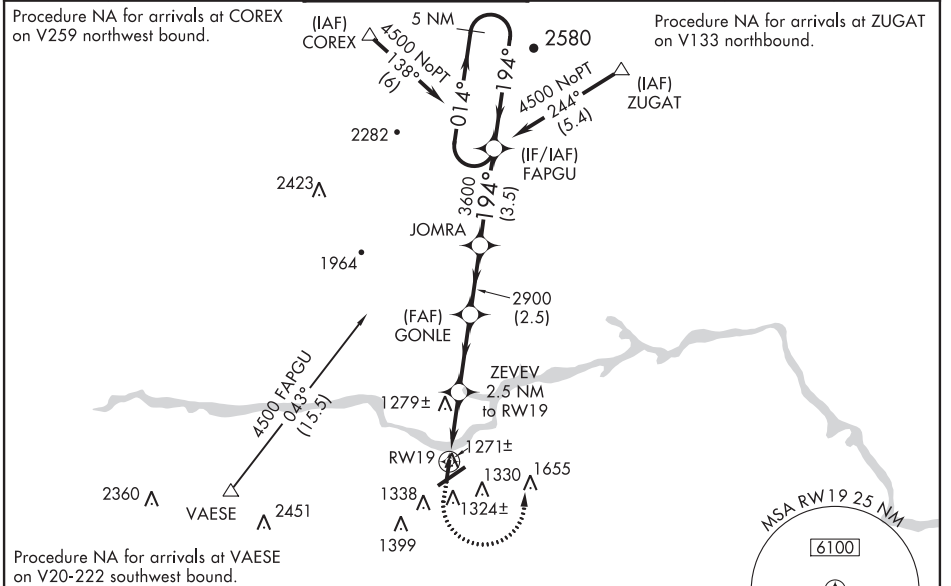 Procedure NA for arrivals at COREX
on V259 northwest bound.
(IAF)
COREX
5 NM
Procedure NA for arrivals at ZUGAT
on V133 northbound.
4500 NoPT
138°
(6)
014°
194°
2580
4500 NoPT
244°
(5.4)
(IAF)
ZUGAT
2282
(IF/IAF)
FAPGU
2423
3600
194°
(3.5)
JOMRA
1964
2900
(2.5)
(FAF)
GONLE
4500 FAPGU
043°
(15.5)
ZEVEV
2.5 NM
to RW19
1279±
1271±
RW19
1330
1655
2360
VAESE
2451
1338
1324±
1399
MSA RW19 25 NM
6100
Procedure NA for arrivals at VAESE
on V20-222 southwest bound.